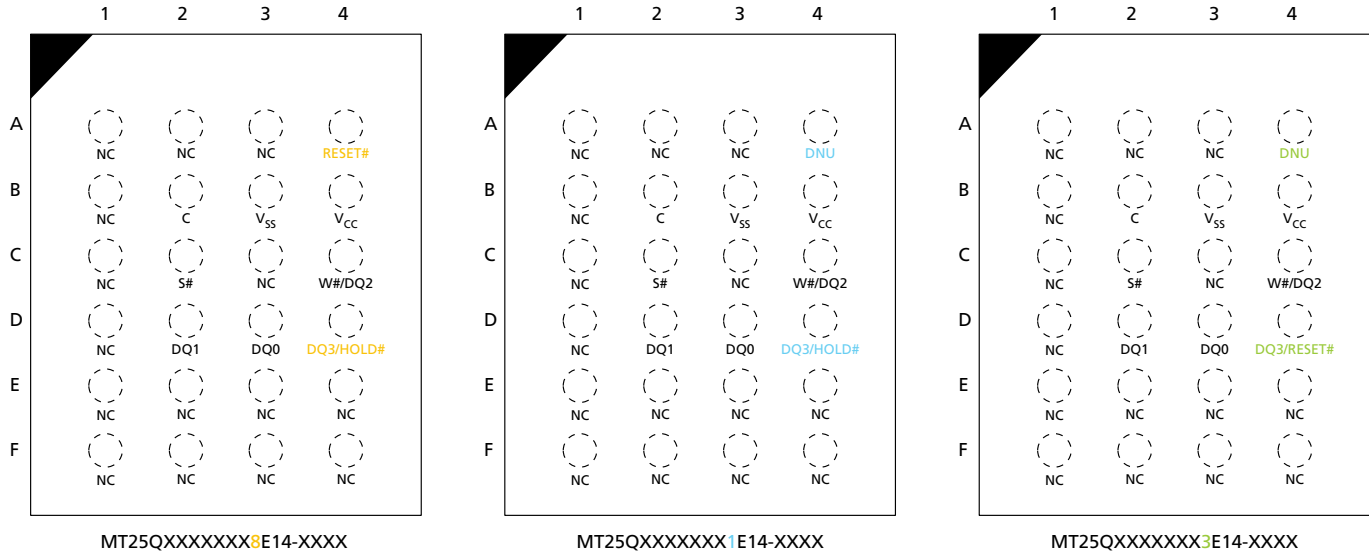 1 2 3 4 1 2 3 4 1 2 3 4
A A A
NC NC NC RESET# NC NC NC DNU NC NC NC DNU
B B B
NC C VSS VCC NC C VSS VCC NC C VSS VCC
C C C
NC S# NC W#/DQ2 NC S# NC W#/DQ2 NC S# NC W#/DQ2
D D D
NC DQ1 DQ0 DQ3/HOLD# NC DQ1 DQ0 DQ3/HOLD# NC DQ1 DQ0 DQ3/RESET#
E E E
NC NC NC NC NC NC NC NC NC NC NC NC
F F F
NC NC NC NC NC NC NC NC NC NC NC NC
MT25QXXXXXXX8E14-XXXX MT25QXXXXXXX1E14-XXXX MT25QXXXXXXX3E14-XXXX